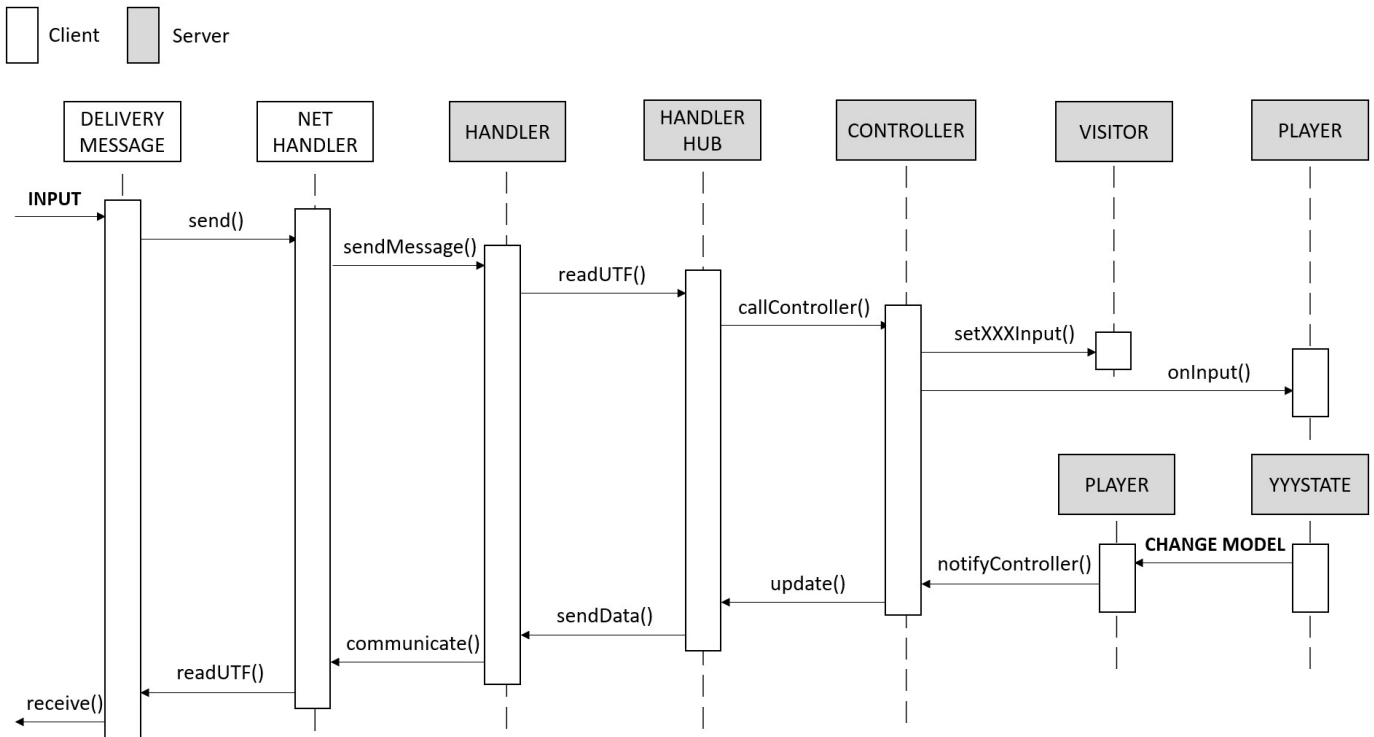 Client
Server
DELIVERY
MESSAGE
NET
HANDLER
HANDLER
HANDLER
HUB
CONTROLLER
VISITOR
PLAYER
INPUT
send()
sendMessage()
readUTF()
callController()
setXXXInput()
onInput()
PLAYER
YYYSTATE
CHANGE MODEL
notifyController()
update()
sendData()
communicate()
readUTF()
receive()